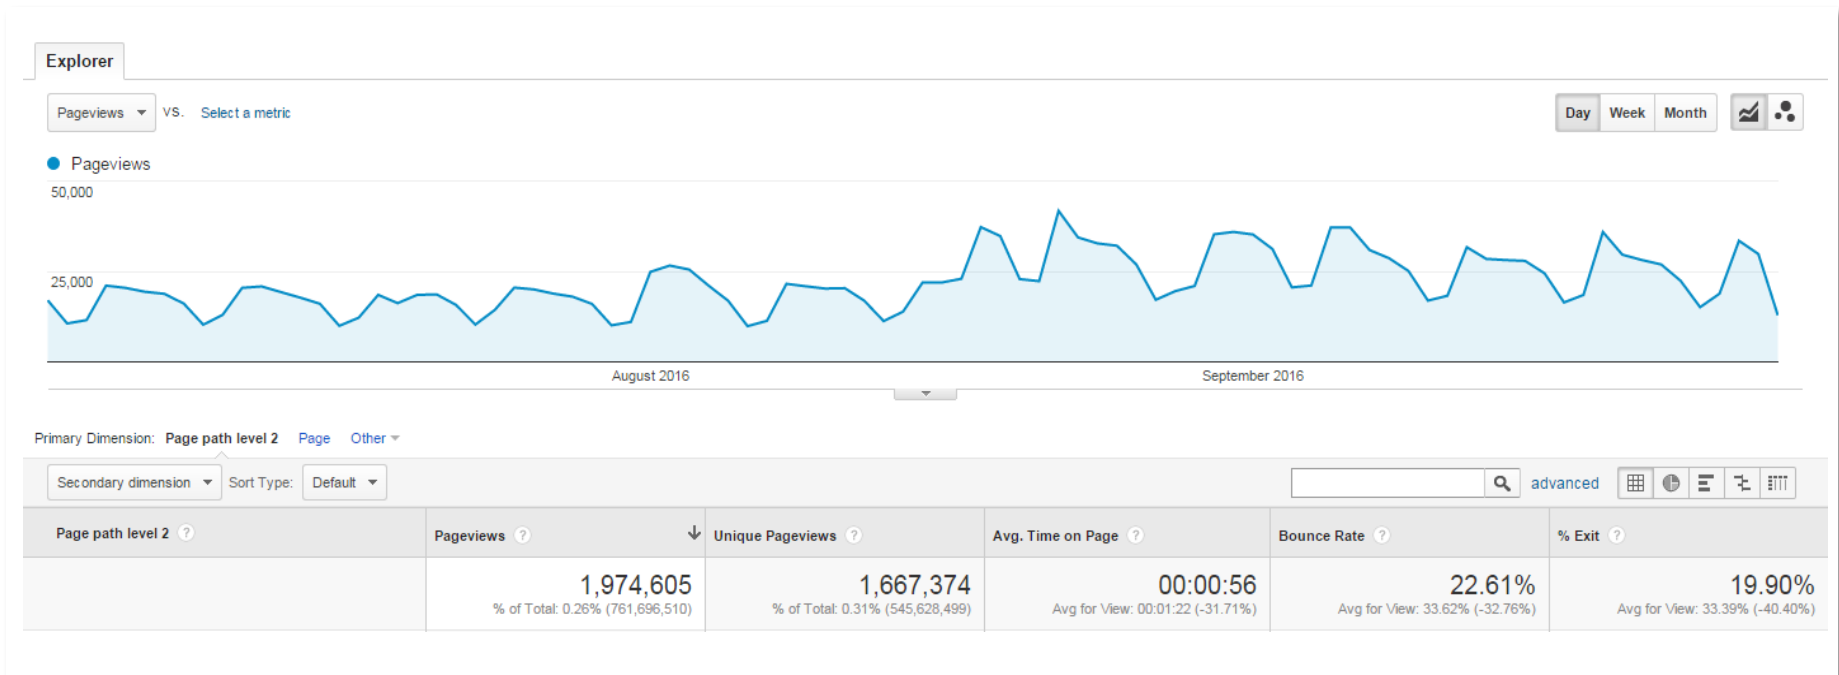 Explorer
Pageviews VS. Select a metric
Day Week Month
Pageviews
50,000
25,000
August 2016 September 2016
Primary Dimension: Page path level 2 Page Other
Secondary dimension Sort Type: Default advanced
Page path level 2 ? Pageviews ? Unique Pageviews ? Avg. Time on Page ? Bounce Rate ? % Exit ?
1,974,605 1,667,374 00:00:56 22.61% 19.90%
% of Total: 0.26% (761,696,510) % of Total: 0.31% (545,628,499) Avg for View: 00:01:22 (-31.71%) Avg for View: 33.62% (-32.76%) Avg for View: 33.39% (-40.40%)